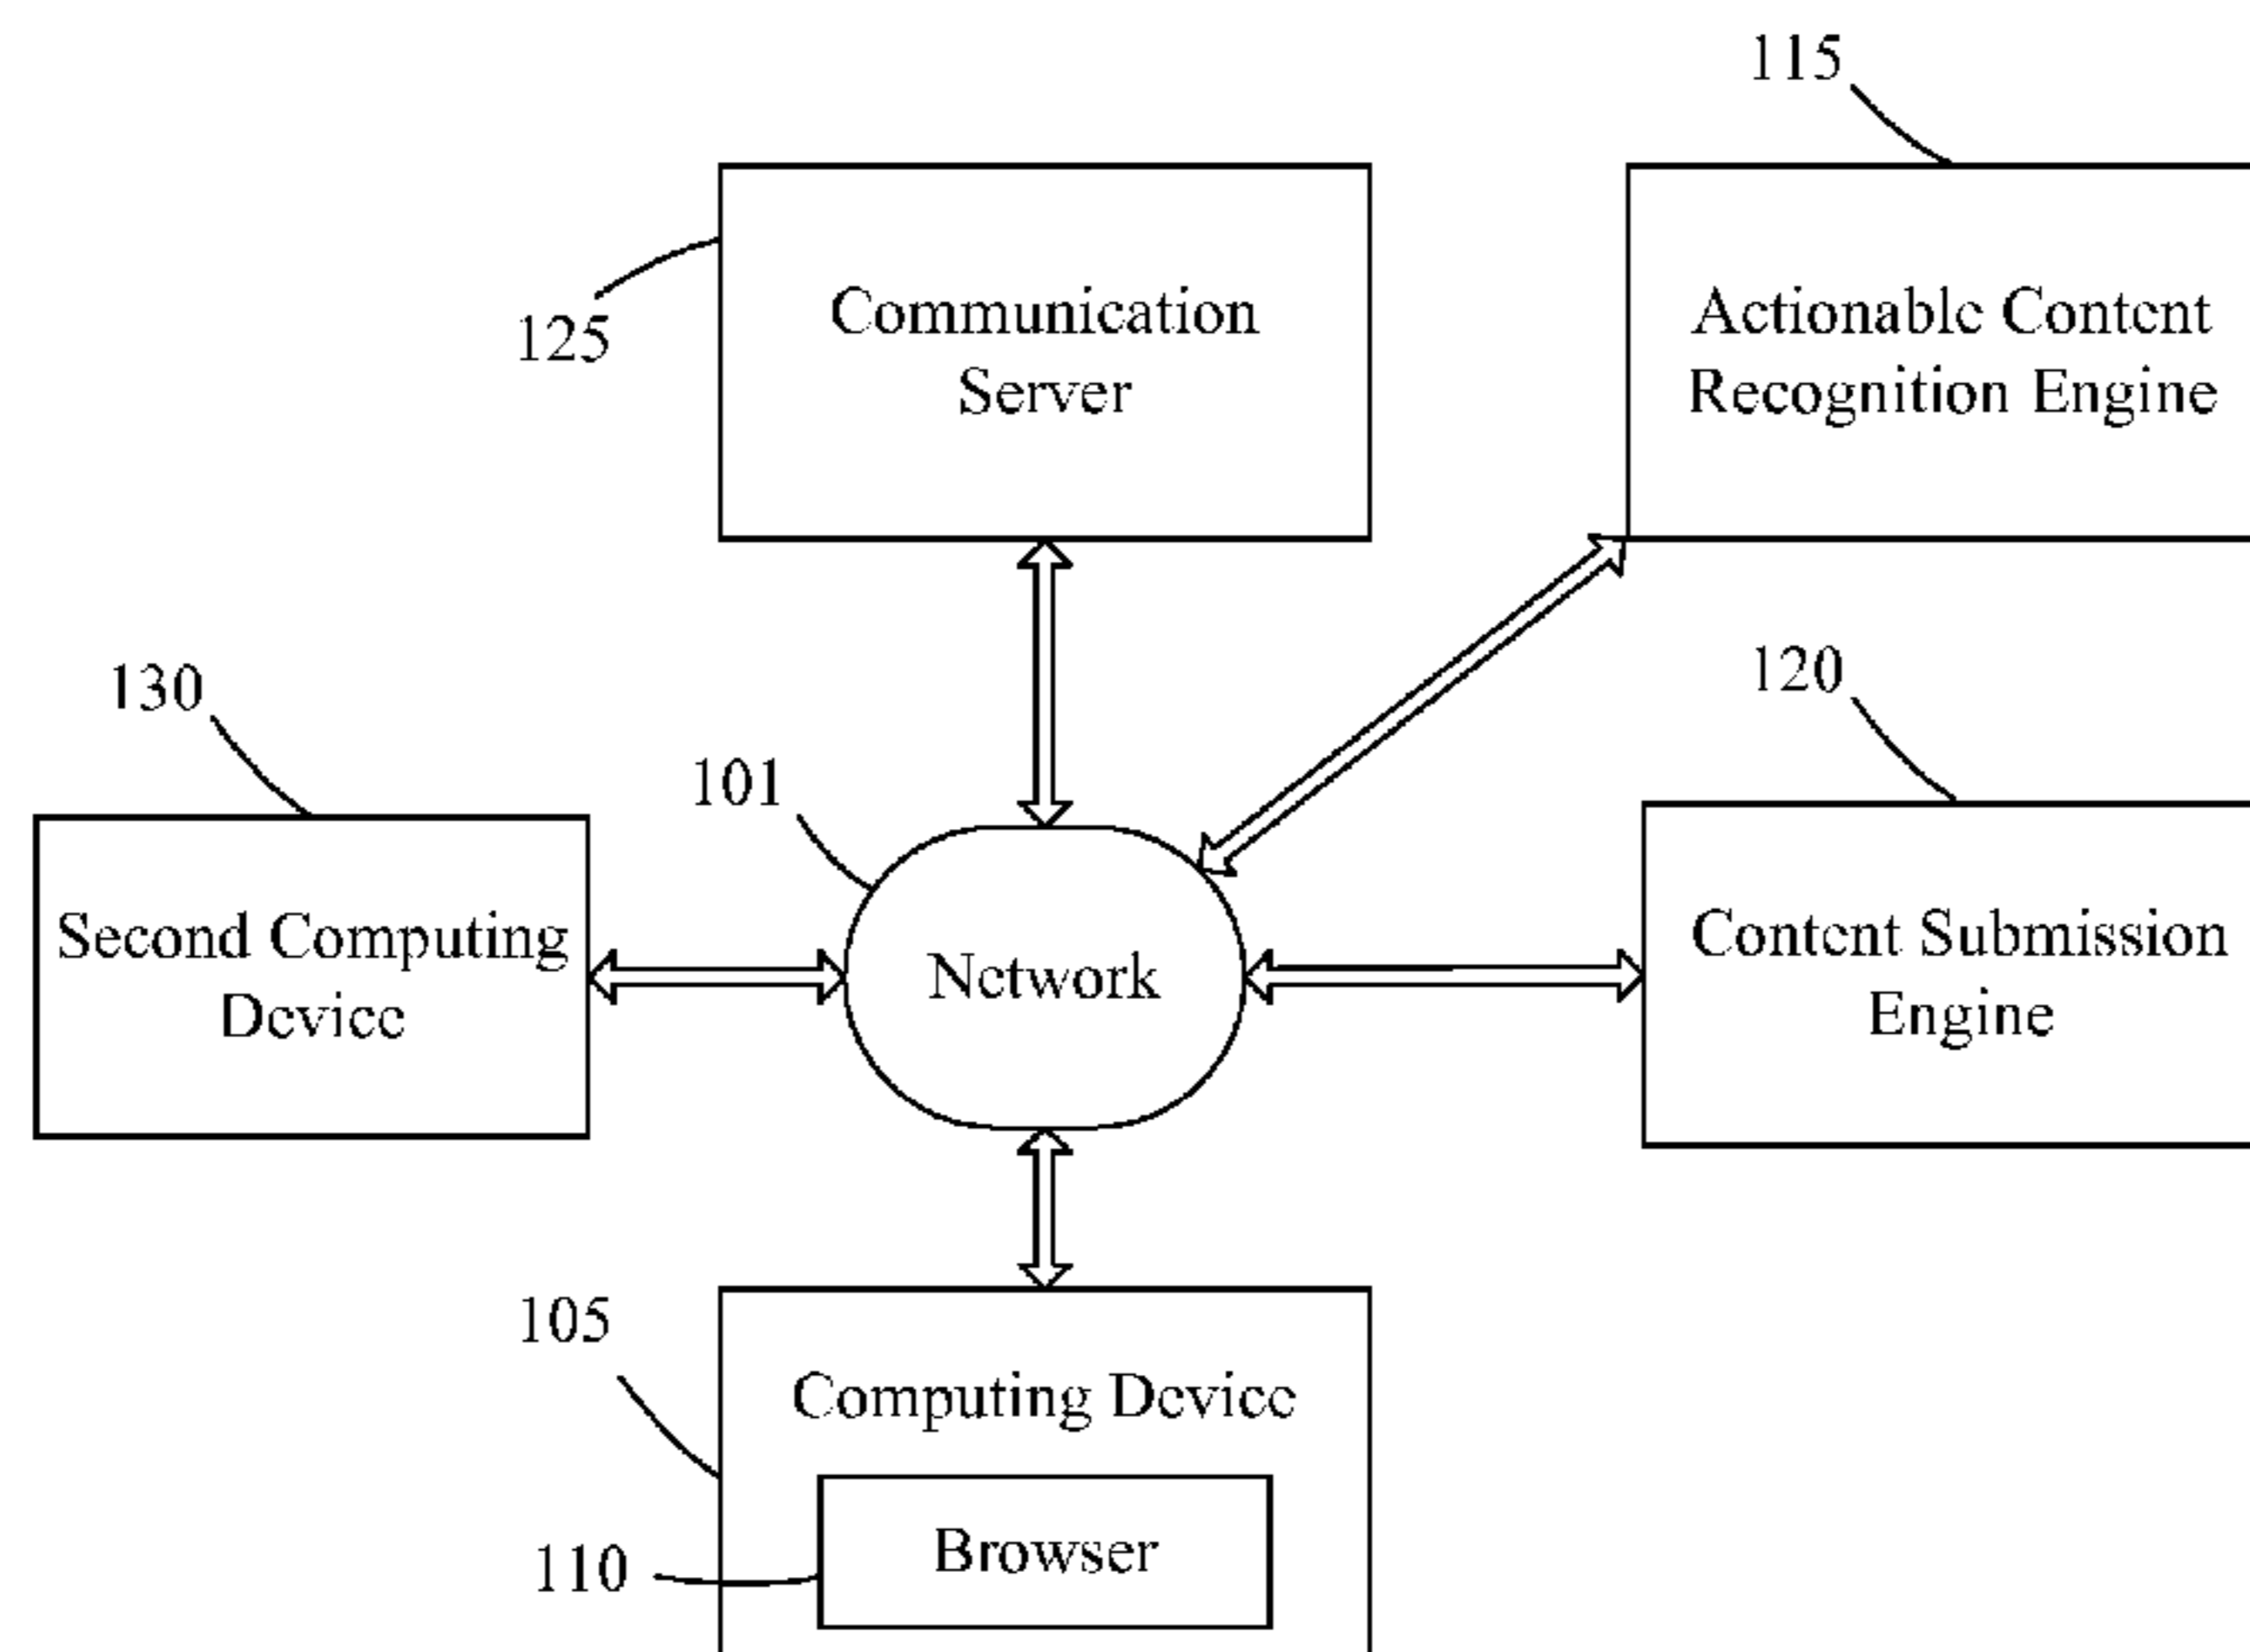 115
125
Communication
Server
Actionable Content
Recognition Engine
130
101
120
Second Computing
Device
Network
Content Submission
Engine
105
Computing Device
110
Browser